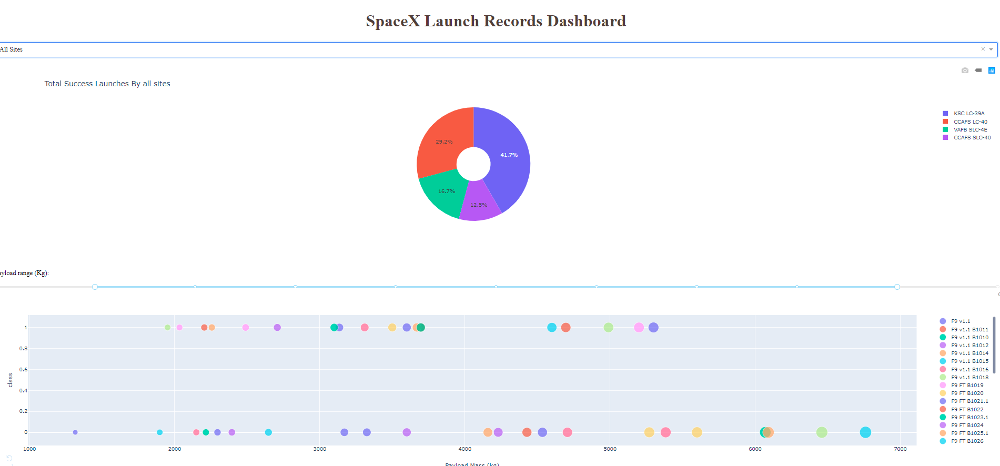 SpaceX Launch Records Dashboard
All Sites
Total Success Launches By all sites
KSC LC-39A
CCAFS LC-40
VAFB SLC-4E
CCAFS SLC-40
29.2%
41.7%
16.7%
12.5%
ayload range (Kg):
1
0.8
0.6
0.4
0.2
0
class
1000 2000 3000 4000 5000 6000 7000
Payload Mass (kg)
F9 v1.1
F9 v1.1 B1011
F9 v1.1 B1010
F9 v1.1 B1012
F9 v1.1 B1014
F9 v1.1 B1015
F9 v1.1 B1016
F9 v1.1 B1018
F9 FT B1019
F9 FT B1020
F9 FT B1021.1
F9 FT B1022
F9 FT B1023.1
F9 FT B1024
F9 FT B1025.1
F9 FT B1026